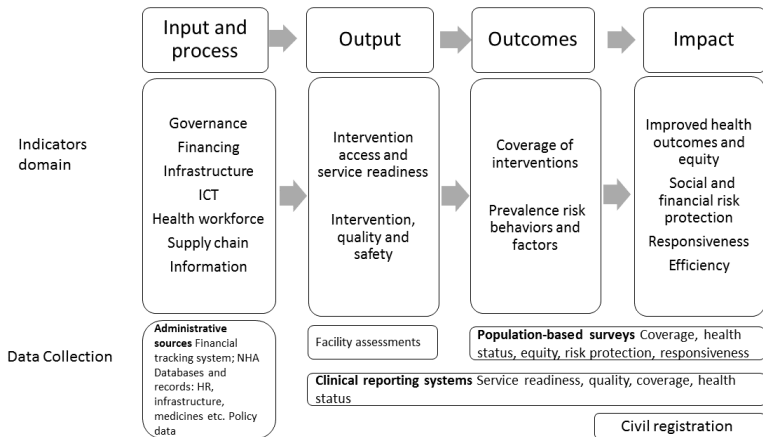 Input and
process
Output
Outcomes
Impact
Indicators
domain
Governance
Financing
Infrastructure
ICT
Health workforce
Supply chain
Information
Intervention
access and
service readiness
Intervention,
quality and
safety
Coverage of
interventions
Prevalence risk
behaviors and
factors
Improved health
outcomes and
equity
Social and
financial risk
protection
Responsiveness
Efficiency
Data Collection
Administrative
sources Financial
tracking system; NHA
Databases and
records: HR,
infrastructure,
medicines etc. Policy
data
Facility assessments
Population-based surveys Coverage, health
status, equity, risk protection, responsiveness
Clinical reporting systems Service readiness, quality, coverage, health
status
Civil registration